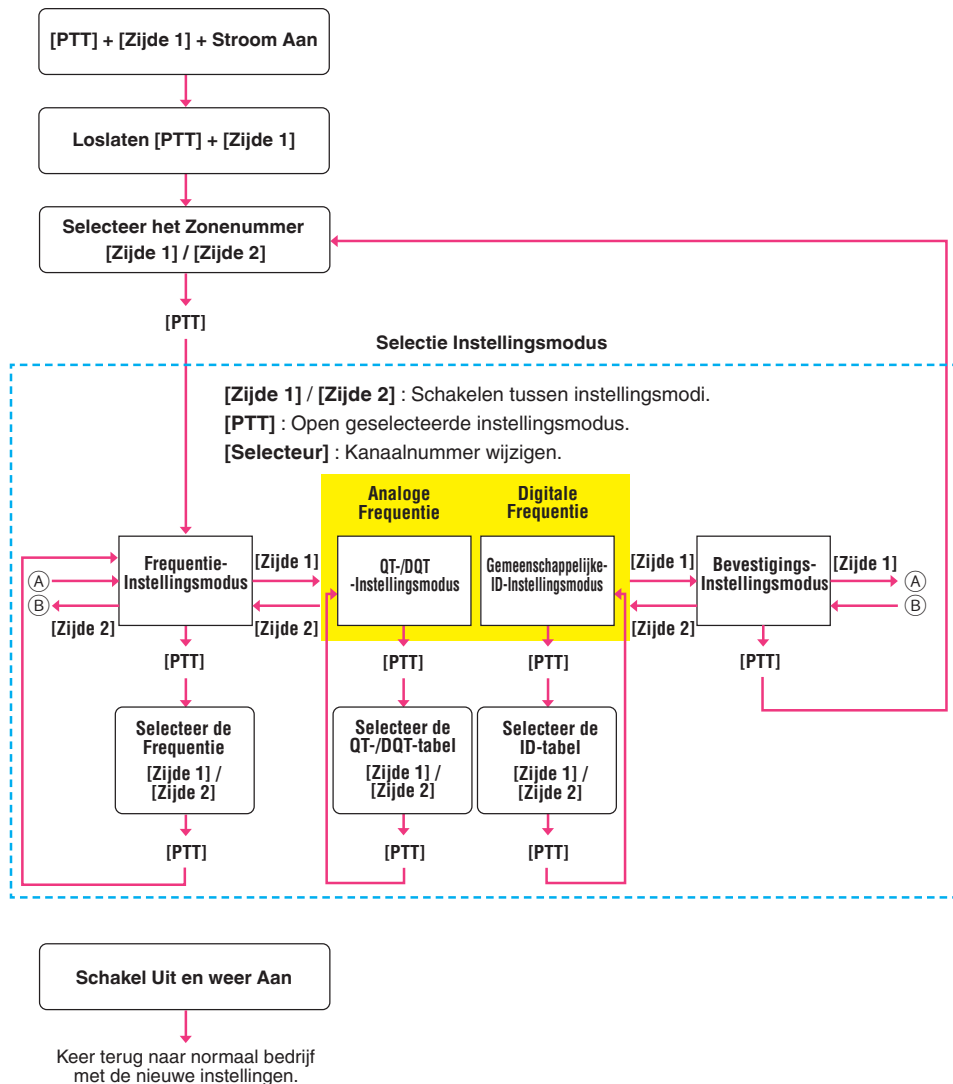 [PTT] + [Zijde 1] + Stroom Aan
Loslaten [PTT] + [Zijde 1]
Selecteer het Zonenummer
[Zijde 1] / [Zijde 2]
[PTT]
Selectie Instellingsmodus
[Zijde 1] / [Zijde 2] : Schakelen tussen instellingsmodi.
[PTT] : Open geselecteerde instellingsmodus.
[Selecteur] : Kanaalnummer wijzigen.
Analoge
Frequentie
Digitale
Frequentie
A
B
[Zijde 2]
Frequentie-
Instellingsmodus
[Zijde 1]
[Zijde 2]
QT-/DQT
-Instellingsmodus
Gemeenschappelijke-
ID-Instellingsmodus
[Zijde 1]
[Zijde 2]
Bevestigings-
Instellingsmodus
[Zijde 1]
A
B
[PTT]
[PTT]
[PTT]
[PTT]
Selecteer de
Frequentie
[Zijde 1] /
[Zijde 2]
Selecteer de
QT-/DQT-tabel
[Zijde 1] /
[Zijde 2]
Selecteer de
ID-tabel
[Zijde 1] /
[Zijde 2]
[PTT]
[PTT]
[PTT]
Schakel Uit en weer Aan
Keer terug naar normaal bedrijf
met de nieuwe instellingen.